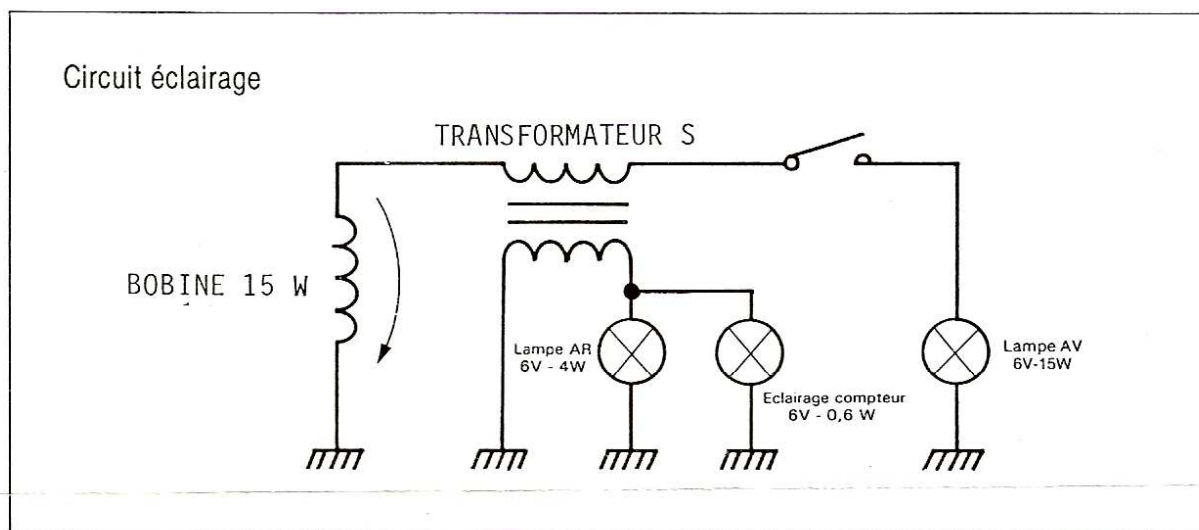 Circuit éclairage
TRANSFORMATEUR S
BOBINE 15 W
Lampe AR
6V - 4W
Eclairage compteur
6V - 0,6 W
Lampe AV
6V-15W